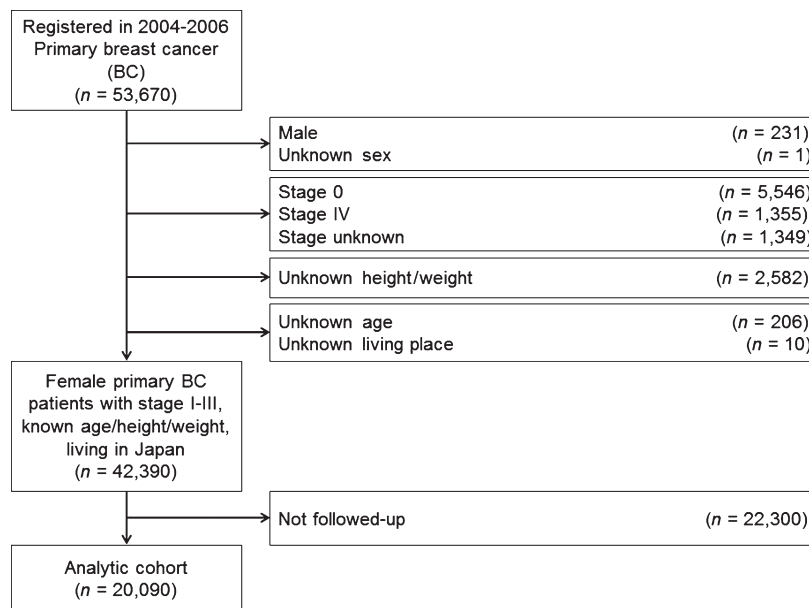 Registered in 2004-2006
Primary breast cancer
(BC)
(n = 53,670)
Male (n = 231)
Unknown sex (n = 1)
Stage 0 (n = 5,546)
Stage IV (n = 1,355)
Stage unknown (n = 1,349)
Unknown height/weight (n = 2,582)
Unknown age (n = 206)
Unknown living place (n = 10)
Female primary BC
patients with stage I-III,
known age/height/weight,
living in Japan
(n = 42,390)
Not followed-up (n = 22,300)
Analytic cohort
(n = 20,090)